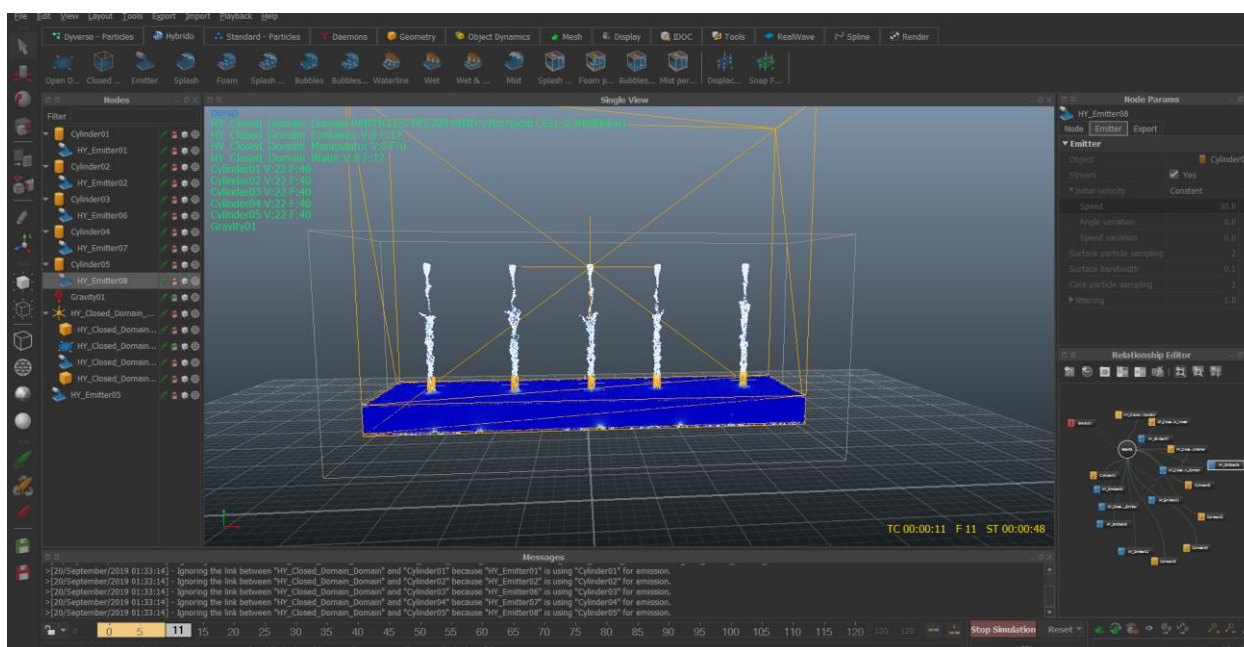 File Edit View Layout Tools Export Import Playback Help
Dyverso - Particles Hybrido Standard - Particles Daemons Geometry Object Dynamics Mesh Display IDOC Tools RealWave Spline Render
Open D... Closed ... Emitter Splash Foam Splash ... Bubbles Bubbles... Waterline Wet Wet & ... Mist Splash ... Foam p... Bubbles... Mist per... Displac... Snap F...
Nodes
Filter
Cylinder01
HY_Emitter01
Cylinder02
HY_Emitter02
Cylinder03
HY_Emitter06
Cylinder04
HY_Emitter07
Cylinder05
HY_Emitter08
Gravity01
HY_Closed_Domain_...
HY_Closed_Domain...
HY_Closed_Domain...
HY_Closed_Domain...
HY_Closed_Domain...
HY_Emitter05
Single View
persp
HY_Closed_Domain_Container V:8 F:12
HY_Closed_Domain_Manipulator V:0 F:0
HY_Closed_Domain_Water V:8 F:12
Cylinder01 V:22 F:40
Cylinder02 V:22 F:40
Cylinder03 V:22 F:40
Cylinder04 V:22 F:40
Cylinder05 V:22 F:40
Gravity01
TC 00:00:11 F 11 ST 00:00:48
Node Params
HY_Emitter08
Node Emitter Export
Emitter
Object Cylinder0
Stream Yes
Initial velocity Constant
Speed 30.0
Angle variation 0.0
Speed variation 0.0
Surface particle sampling 2
Surface bandwidth 0.1
Core particle sampling 2
Jittering 1.0
Relationship Editor
Messages
>[20/September/2019 01:33:14] - Ignoring the link between "HY_Closed_Domain_Domain" and "Cylinder01" because "HY_Emitter01" is using "Cylinder01" for emission.
>[20/September/2019 01:33:14] - Ignoring the link between "HY_Closed_Domain_Domain" and "Cylinder02" because "HY_Emitter02" is using "Cylinder02" for emission.
>[20/September/2019 01:33:14] - Ignoring the link between "HY_Closed_Domain_Domain" and "Cylinder03" because "HY_Emitter06" is using "Cylinder03" for emission.
>[20/September/2019 01:33:14] - Ignoring the link between "HY_Closed_Domain_Domain" and "Cylinder04" because "HY_Emitter07" is using "Cylinder04" for emission.
>[20/September/2019 01:33:14] - Ignoring the link between "HY_Closed_Domain_Domain" and "Cylinder05" because "HY_Emitter08" is using "Cylinder05" for emission.
0 0 5 11 15 20 25 30 35 40 45 50 55 60 65 70 75 80 85 90 95 100 105 110 115 120 120 120 Stop Simulation Reset